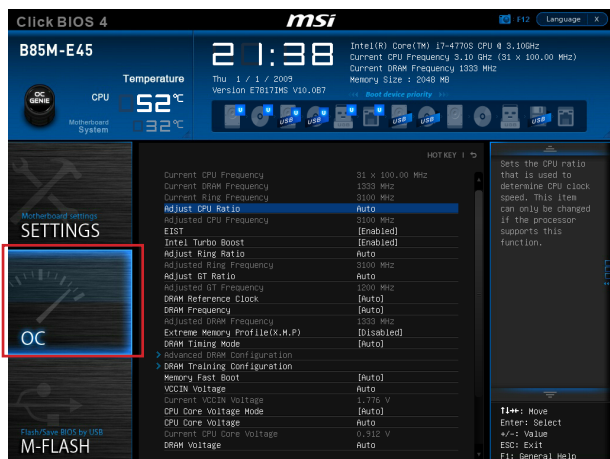 Click BIOS 4
msi
F12
Language
X
B85M-E45
21:38
Intel(R) Core(TM) i7-4770S CPU @ 3.10GHz
Current CPU Frequency 3.10 GHz (31 x 100.00 MHz)
Current DRAM Frequency 1333 MHz
Memory Size : 2048 MB
Thu 1 / 1 / 2009
Version E7817IMS V10.0B7
Boot device priority
Temperature
OC GENIE
CPU
52°C
Motherboard
System
32°C
U
U
U USB
U
U
U
USB
USB
USB
HOT KEY
Motherboard settings
SETTINGS
OC
Flash/Save BIOS by USB
M-FLASH
Current CPU Frequency 31 x 100.00 MHz
Current DRAM Frequency 1333 MHz
Current Ring Frequency 3100 MHz
Adjust CPU Ratio Auto
Adjusted CPU Frequency 3100 MHz
EIST [Enabled]
Intel Turbo Boost [Enabled]
Adjust Ring Ratio Auto
Adjusted Ring Frequency 3100 MHz
Adjust GT Ratio Auto
Adjusted GT Frequency 1200 MHz
DRAM Reference Clock [Auto]
DRAM Frequency [Auto]
Adjusted DRAM Frequency 1333 MHz
Extreme Memory Profile(X.M.P) [Disabled]
DRAM Timing Mode [Auto]
> Advanced DRAM Configuration
> DRAM Training Configuration
Memory Fast Boot [Auto]
VCCIN Voltage Auto
Current VCCIN Voltage 1.776 V
CPU Core Voltage Mode [Auto]
CPU Core Voltage Auto
Current CPU Core Voltage 0.912 V
DRAM Voltage Auto
Sets the CPU ratio
that is used to
determine CPU clock
speed. This item
can only be changed
if the processor
supports this
function.
↑↓←→: Move
Enter: Select
+/-: Value
ESC: Exit
F1: General Help